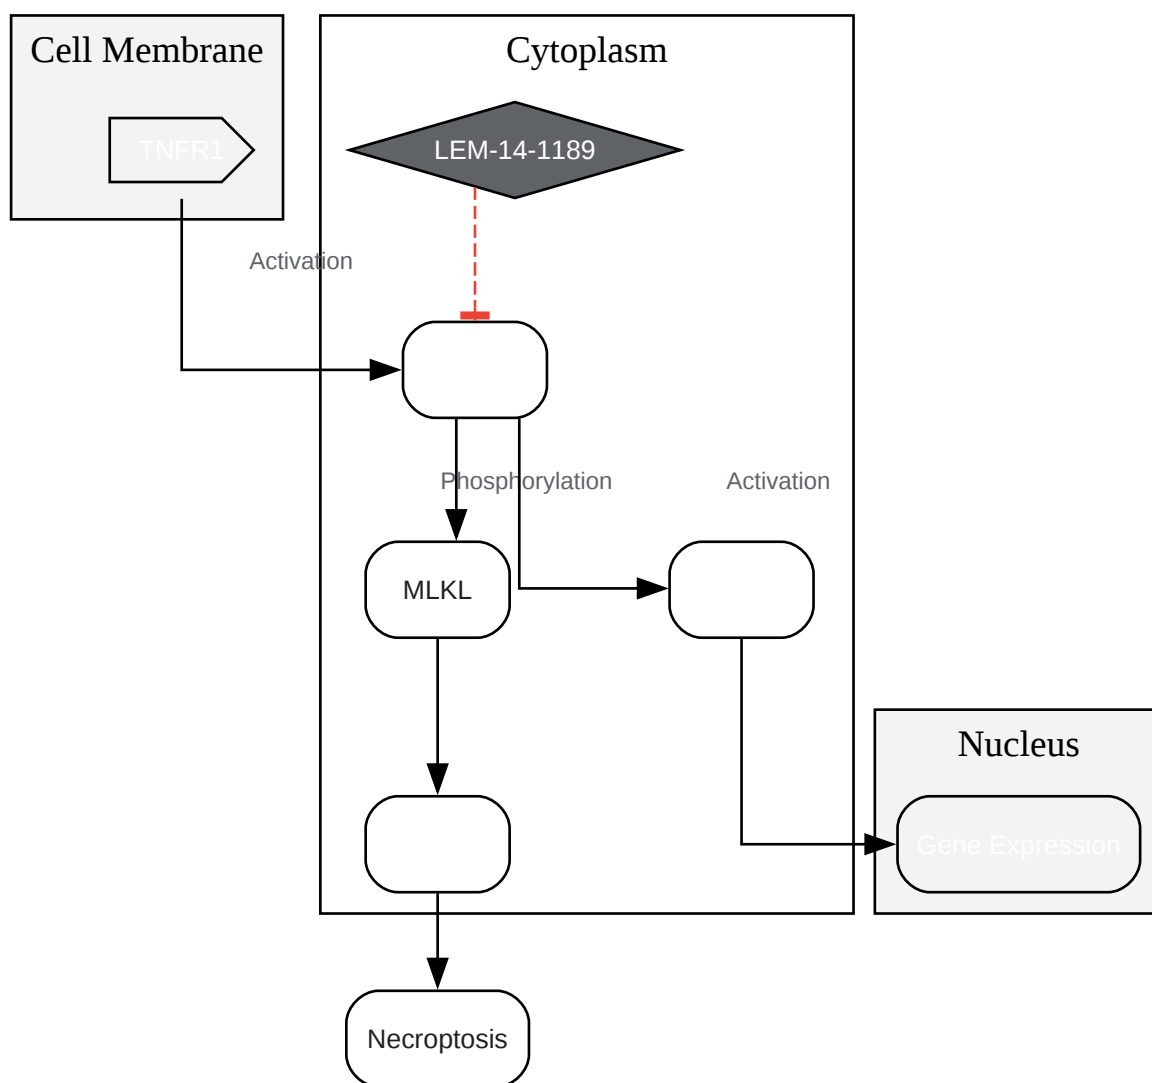 Cell Membrane
Cytoplasm
TNFR1
LEM-14-1189
Activation
Phosphorylation
Activation
MLKL
Nucleus
Gene Expression
Necroptosis